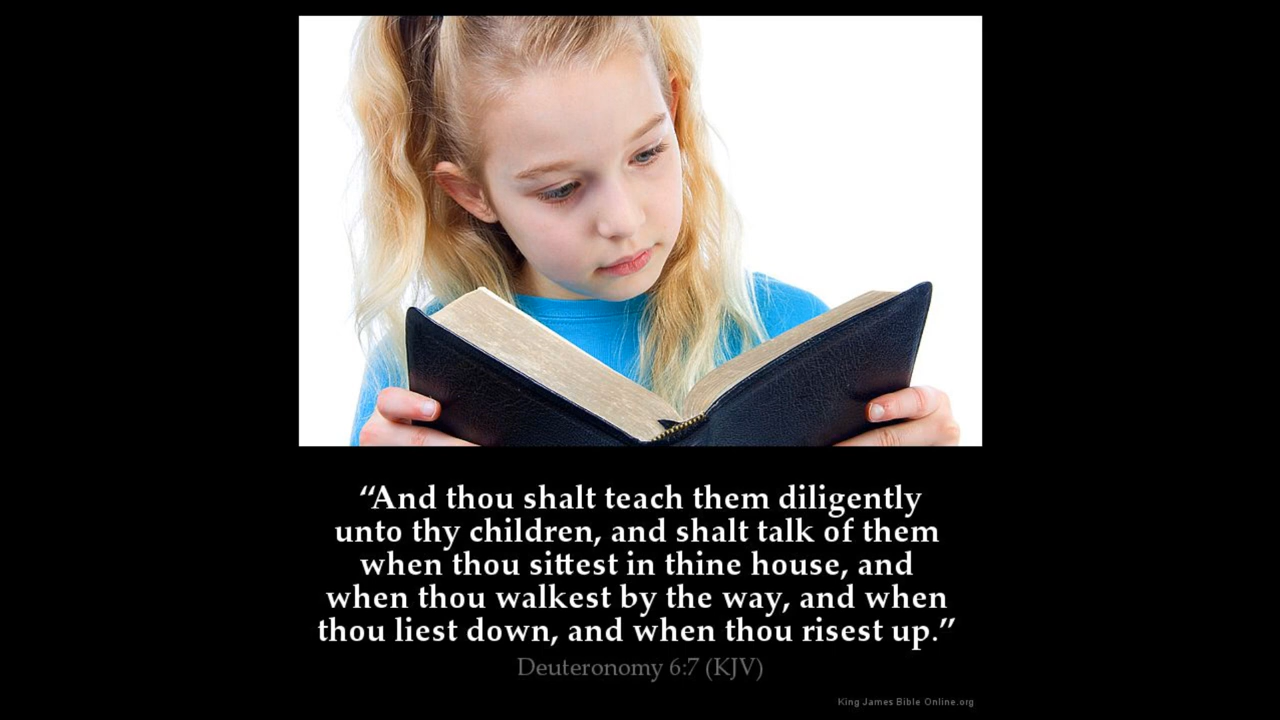 “And thou shalt teach them diligently
unto thy children, and shalt talk of them
when thou sittest in thine house, and
when thou walkest by the way, and when
thou liest down, and when thou risest up.”
Deuteronomy 6:7 (KJV)
King James Bible Online.org